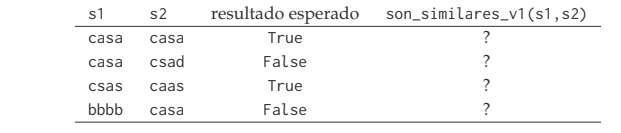 s1 s2 resultado esperado son_similares_v1(s1,s2)
casa casa True ?
casa csad False ?
csas caas True ?
bbbb casa False ?